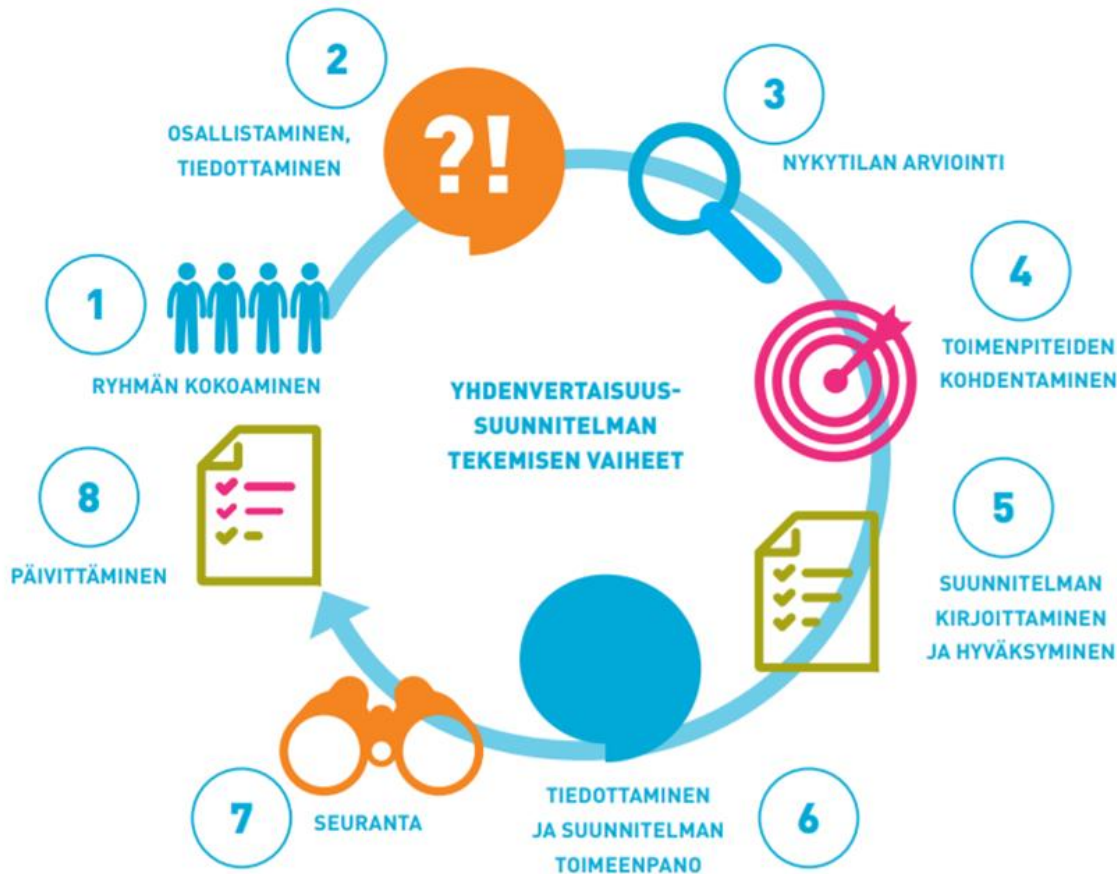 YHDENVERTAISUUS-
SUUNNITELMAN
TEKEMISEN VAIHEET
1
RYHMÄN KOKOAMINEN
2
OSALLISTAMINEN,
TIEDOTTAMINEN
?!
3
NYKYTILAN ARVIOINTI
4
TOIMENPITEIDEN
KOHDENTAMINEN
5
SUUNNITELMAN
KIRJOITTAMINEN
JA HYVÄKSYMINEN
6
TIEDOTTAMINEN
JA SUUNNITELMAN
TOIMEENPANO
7
SEURANTA
8
PÄIVITTÄMINEN